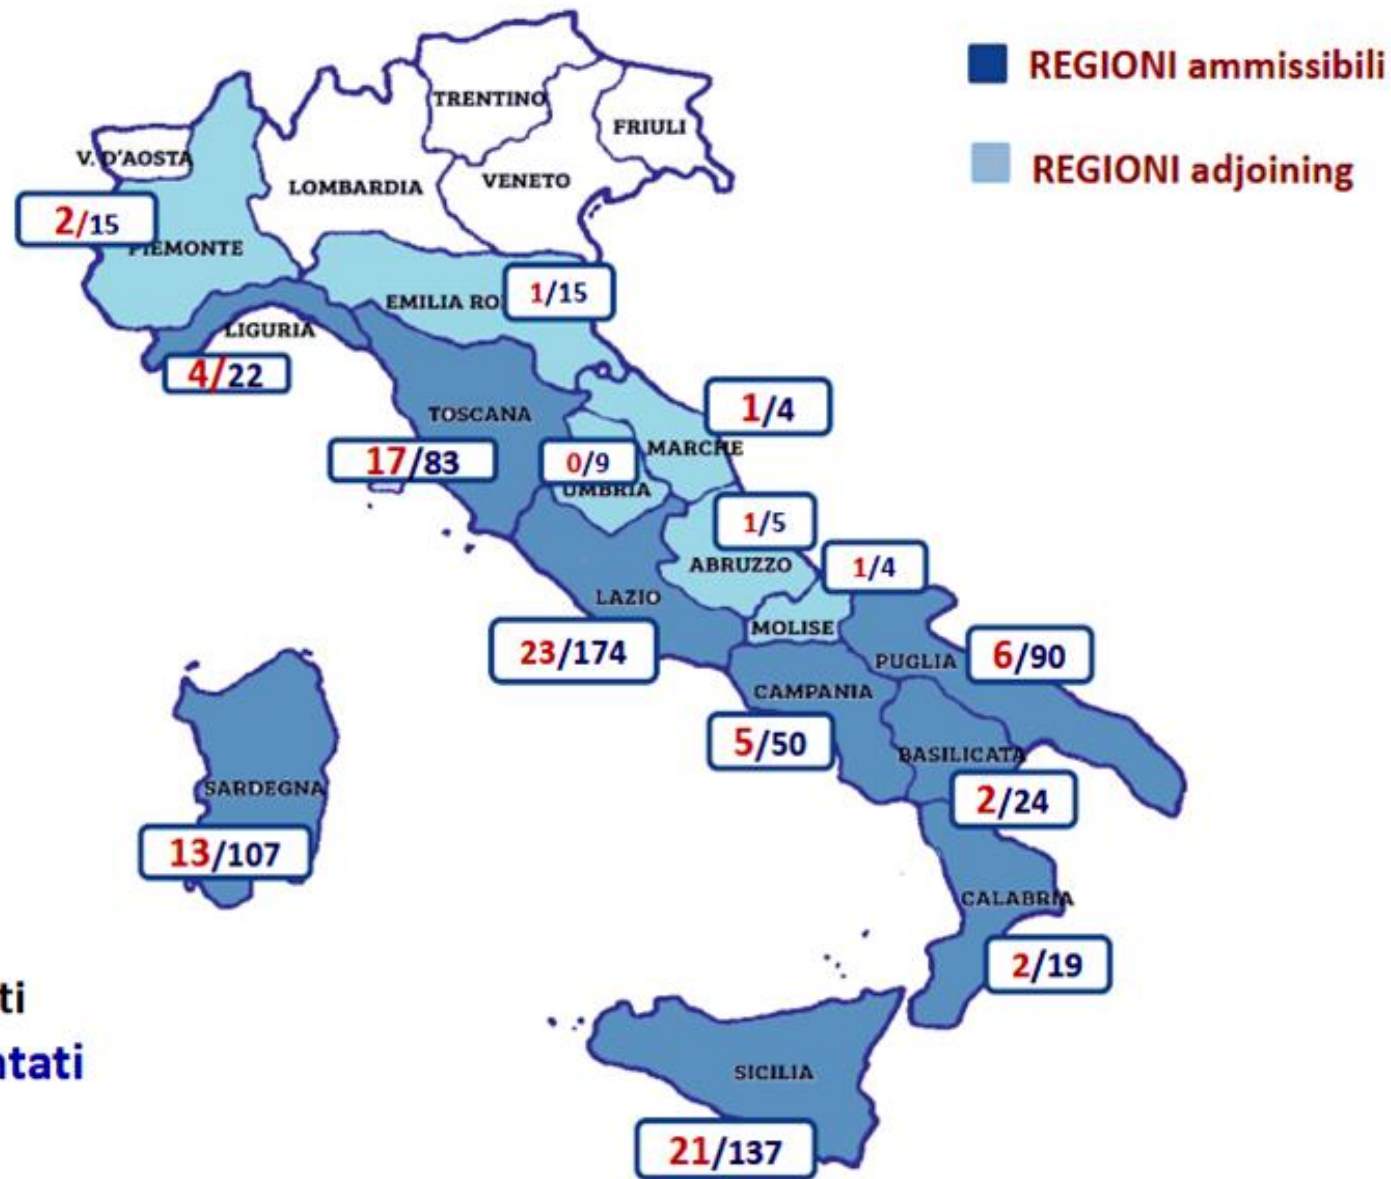 REGIONI ammissibili
REGIONI adjoining
TRENTINO
FRIULI
V. D'AOSTA
LOMBARDIA
VENETO
2/15
PIEMONTE
EMILIA RO
1/15
LIGURIA
4/22
TOSCANA
1/4
MARCHE
17/83
0/9
UMBRIA
1/5
ABRUZZO
1/4
LAZIO
MOLISE
23/174
PUGLIA
6/90
CAMPANIA
5/50
BASILICATA
2/24
SARDEGNA
13/107
CALABRIA
2/19
ti
tati
SICILIA
21/137